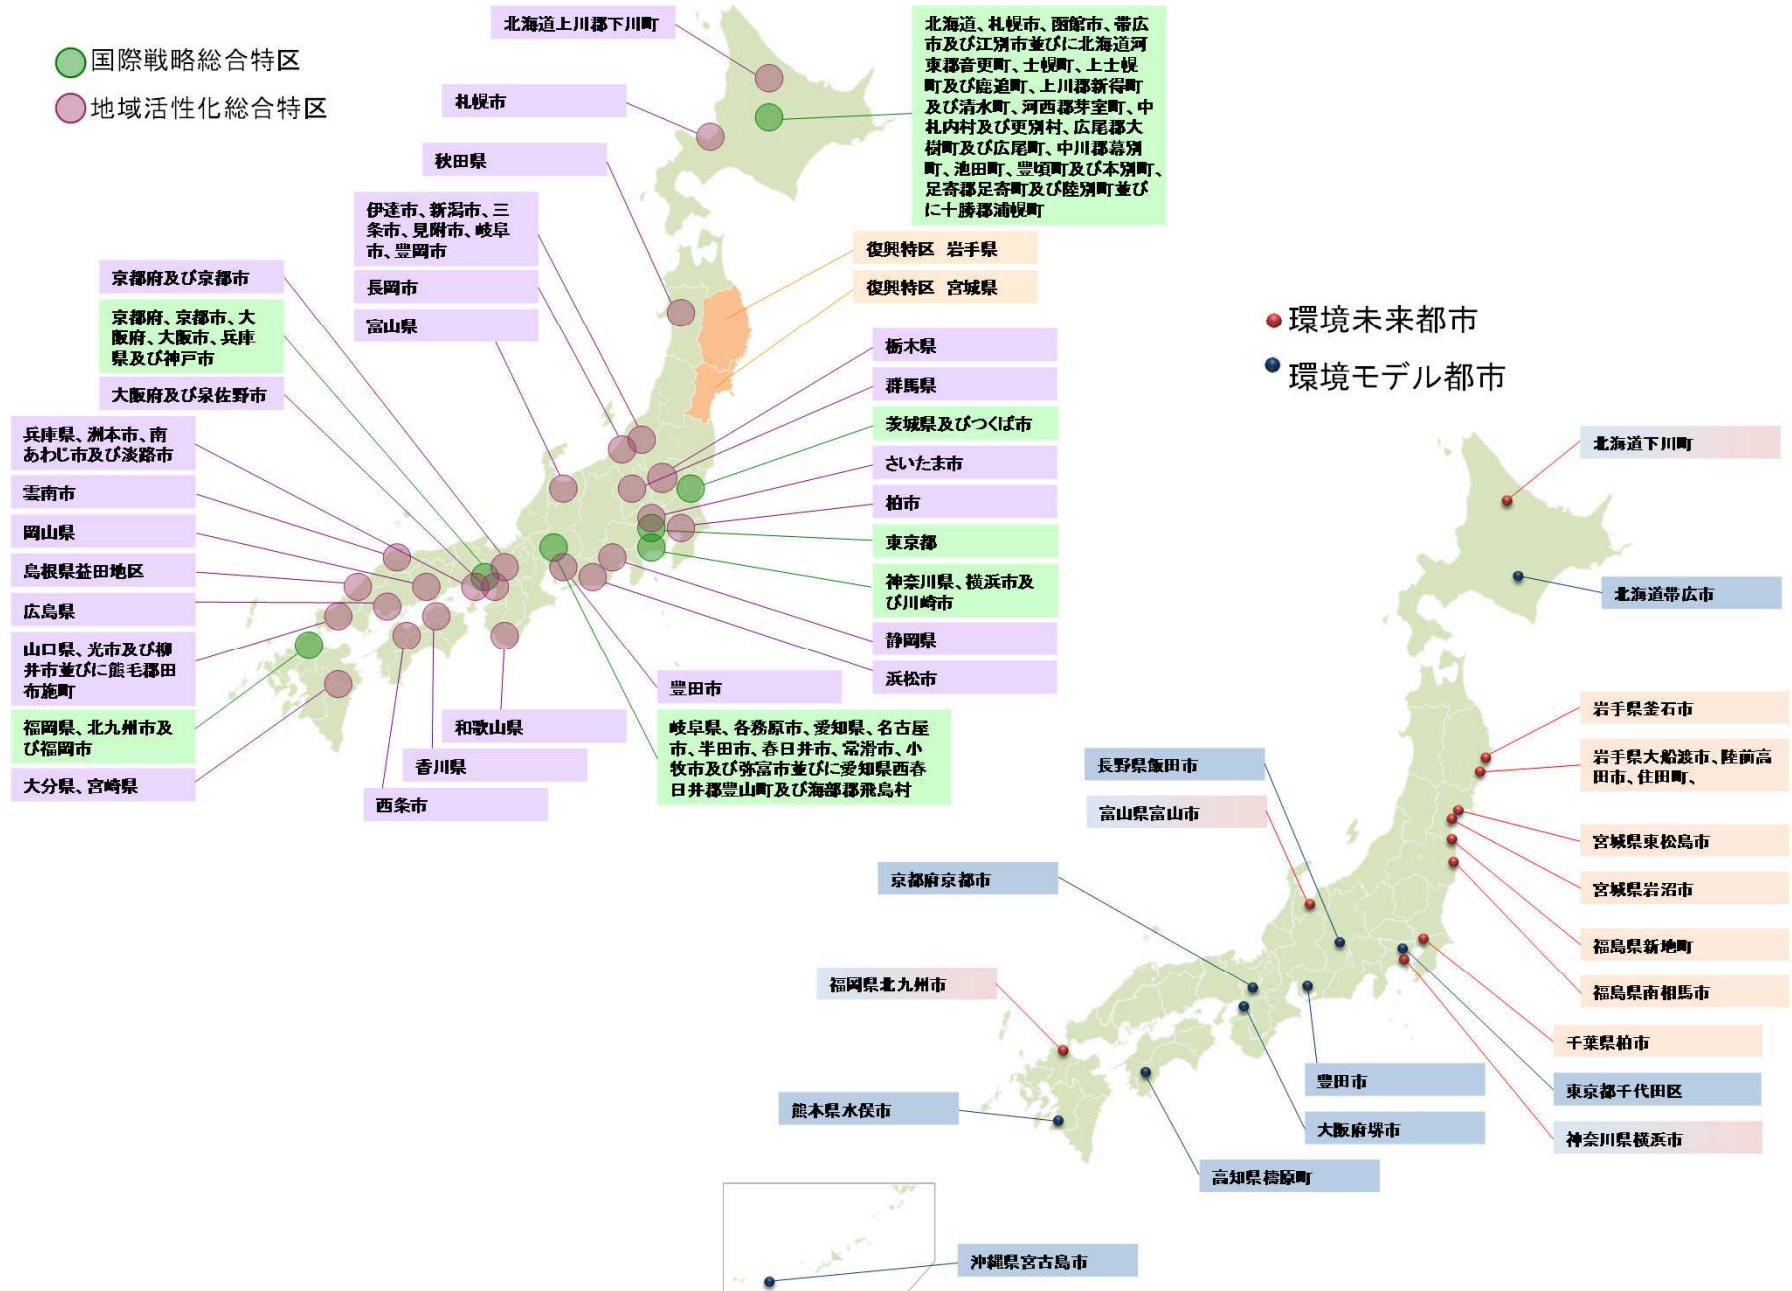 国際戦略総合特区
地域活性化総合特区
北海道上川郡下川町
札幌市
秋田県
伊達市、新潟市、三
条市、見附市、岐阜
市、豊岡市
長岡市
富山県
京都府及び京都市
京都府、京都市、大
阪府、大阪市、兵庫
県及び神戸市
大阪府及び泉佐野市
兵庫県、洲本市、南
あわじ市及び淡路市
雲南市
岡山県
島根県益田地区
広島県
山口県、光市及び柳
井市並びに熊毛郡田
布施町
福岡県、北九州市及
び福岡市
大分県、宮崎県
北海道、札幌市、函館市、帯広
市及び江別市並びに北海道河
東郡音更町、士幌町、上士幌
町及び鹿追町、上川郡新得町
及び清水町、河西郡芽室町、中
札内村及び更別村、広尾郡大
樹町及び広尾町、中川郡幕別
町、池田町、豊頃町及び本別町、
足寄郡足寄町及び陸別町並び
に十勝郡浦幌町
復興特区 岩手県
復興特区 宮城県
栃木県
群馬県
茨城県及びつくば市
さいたま市
柏市
東京都
神奈川県、横浜市及
び川崎市
静岡県
浜松市
豊田市
岐阜県、各務原市、愛知県、名古屋
市、半田市、春日井市、常滑市、小
牧市及び弥富市並びに愛知県西春
日井郡豊山町及び海部郡飛島村
和歌山県
香川県
西条市
環境未来都市
環境モデル都市
北海道下川町
北海道帯広市
岩手県釜石市
岩手県大船渡市、陸前高
田市、住田町、
宮城県東松島市
宮城県岩沼市
福島県新地町
福島県南相馬市
千葉県柏市
東京都千代田区
神奈川県横浜市
長野県飯田市
富山県富山市
京都府京都市
福岡県北九州市
熊本県水俣市
豊田市
大阪府堺市
高知県檮原町
沖縄県宮古島市